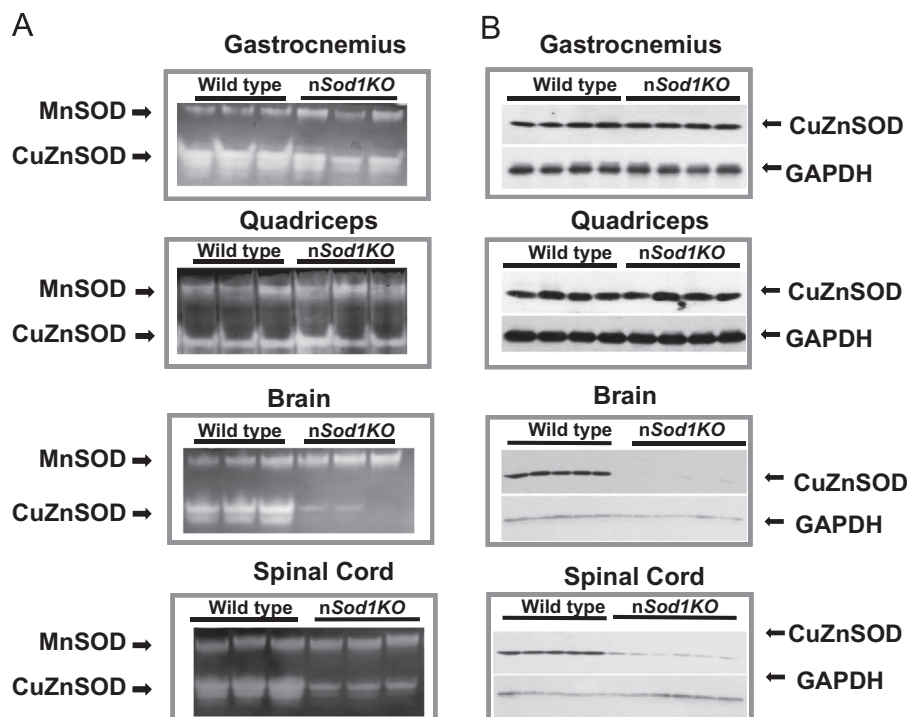 A
Gastrocnemius
Wild type nSod1KO
MnSOD
CuZnSOD
Quadriceps
Wild type nSod1KO
MnSOD
CuZnSOD
Brain
Wild type nSod1KO
MnSOD
CuZnSOD
Spinal Cord
Wild type nSod1KO
MnSOD
CuZnSOD
B
Gastrocnemius
Wild type nSod1KO
CuZnSOD
GAPDH
Quadriceps
Wild type nSod1KO
CuZnSOD
GAPDH
Brain
Wild type nSod1KO
CuZnSOD
GAPDH
Spinal Cord
Wild type nSod1KO
CuZnSOD
GAPDH